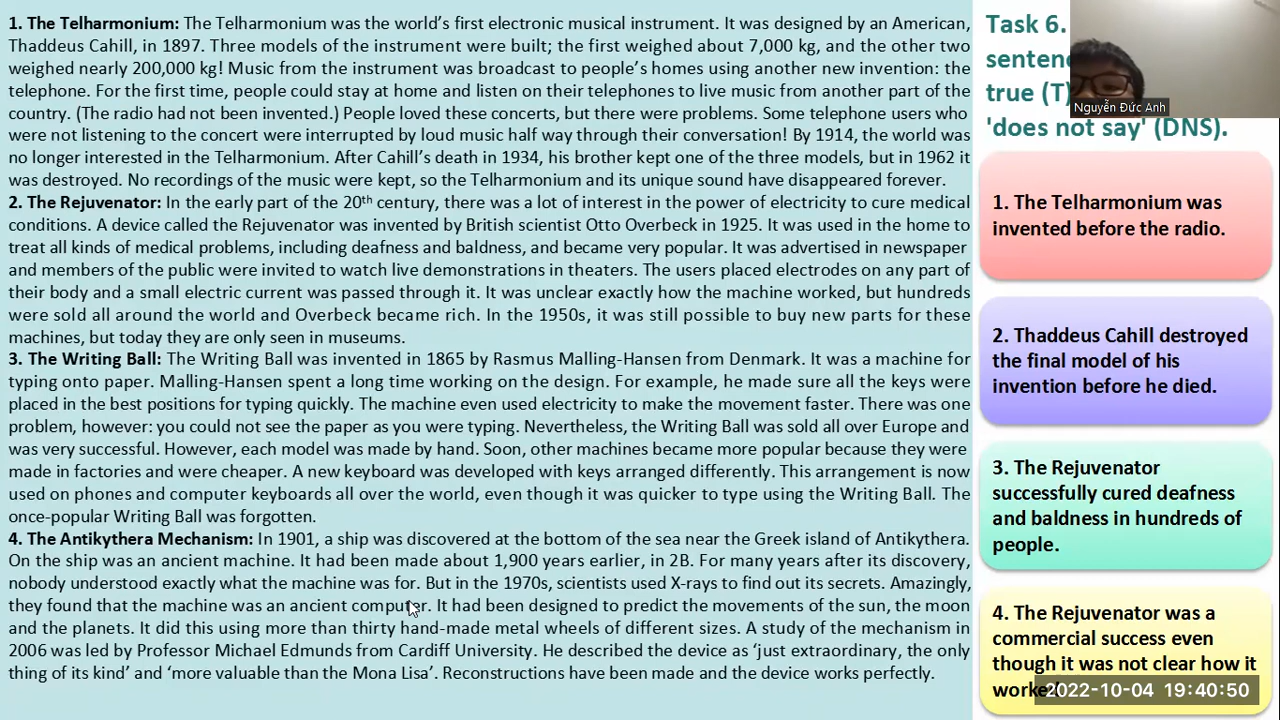 1. The Telharmonium: The Telharmonium was the world's first electronic musical instrument. It was designed by an American,
Thaddeus Cahill, in 1897. Three models of the instrument were built; the first weighed about 7,000 kg, and the other two
weighed nearly 200,000 kg! Music from the instrument was broadcast to people's homes using another new invention: the
telephone. For the first time, people could stay at home and listen on their telephones to live music from another part of the
country. (The radio had not been invented.) People loved these concerts, but there were problems. Some telephone users who
were not listening to the concert were interrupted by loud music half way through their conversation! By 1914, the world was
no longer interested in the Telharmonium. After Cahill's death in 1934, his brother kept one of the three models, but in 1962 it
was destroyed. No recordings of the music were kept, so the Telharmonium and its unique sound have disappeared forever.
2. The Rejuvenator: In the early part of the 20th century, there was a lot of interest in the power of electricity to cure medical
conditions. A device called the Rejuvenator was invented by British scientist Otto Overbeck in 1925. It was used in the home to
treat all kinds of medical problems, including deafness and baldness, and became very popular. It was advertised in newspaper
and members of the public were invited to watch live demonstrations in theaters. The users placed electrodes on any part of
their body and a small electric current was passed through it. It was unclear exactly how the machine worked, but hundreds
were sold all around the world and Overbeck became rich. In the 1950s, it was still possible to buy new parts for these
machines, but today they are only seen in museums.
3. The Writing Ball: The Writing Ball was invented in 1865 by Rasmus Malling-Hansen from Denmark. It was a machine for
typing onto paper. Malling-Hansen spent a long time working on the design. For example, he made sure all the keys were
placed in the best positions for typing quickly. The machine even used electricity to make the movement faster. There was one
problem, however: you could not see the paper as you were typing. Nevertheless, the Writing Ball was sold all over Europe and
was very successful. However, each model was made by hand. Soon, other machines became more popular because they were
made in factories and were cheaper. A new keyboard was developed with keys arranged differently. This arrangement is now
used on phones and computer keyboards all over the world, even though it was quicker to type using the Writing Ball. The
once-popular Writing Ball was forgotten.
4. The Antikythera Mechanism: In 1901, a ship was discovered at the bottom of the sea near the Greek island of Antikythera.
On the ship was an ancient machine. It had been made about 1,900 years earlier, in 2B. For many years after its discovery,
nobody understood exactly what the machine was for. But in the 1970s, scientists used X-rays to find out its secrets. Amazingly,
they found that the machine was an ancient computer. It had been designed to predict the movements of the sun, the moon
and the planets. It did this using more than thirty hand-made metal wheels of different sizes. A study of the mechanism in
2006 was led by Professor Michael Edmunds from Cardiff University. He described the device as 'just extraordinary, the only
thing of its kind' and 'more valuable than the Mona Lisa'. Reconstructions have been made and the device works perfectly.
Task 6.
true (T)
'does not say' (DNS).
Nguyễn Đức Anh
1. The Telharmonium was
invented before the radio.
2. Thaddeus Cahill destroyed
the final model of his
invention before he died.
3. The Rejuvenator
successfully cured deafness
and baldness in hundreds of
people.
4. The Rejuvenator was a
commercial success even
though it was not clear how it
2022-10-04 19:40:50